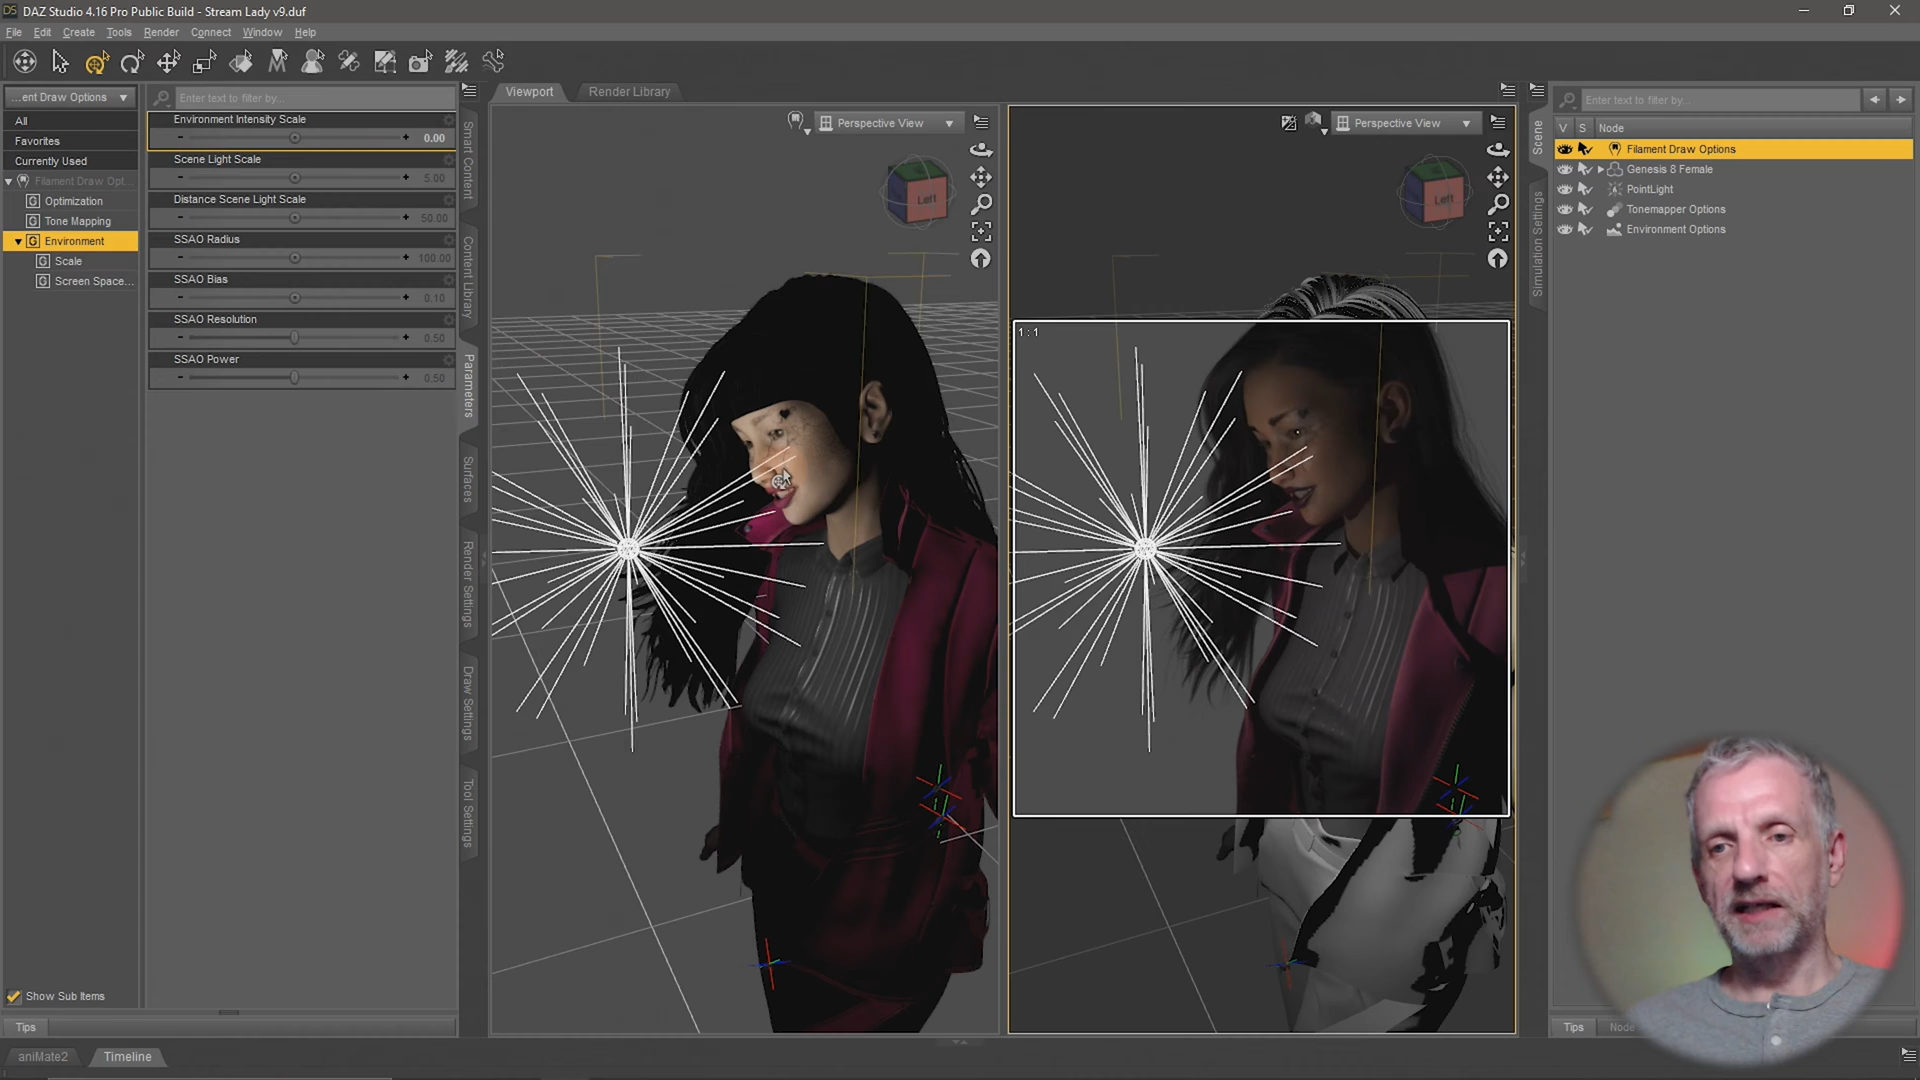 DAZ Studio 4.16 Pro Public Build - Stream Lady v9.duf
File Edit Create Tools Render Connect Window Help
...ent Draw Options
Enter text to filter by...
All
Favorites
Currently Used
Filament Draw Opt...
Optimization
Tone Mapping
Environment
Scale
Screen Space...
Environment Intensity Scale
0.00
Scene Light Scale
5.00
Distance Scene Light Scale
50.00
SSAO Radius
100.00
SSAO Bias
0.10
SSAO Resolution
0.50
SSAO Power
0.50
Show Sub Items
Tips
aniMate2
Timeline
Smart Content
Content Library
Parameters
Surfaces
Render Settings
Draw Settings
Tool Settings
Viewport
Render Library
Perspective View
Left
Perspective View
Left
1 : 1
Scene
Simulation Settings
Enter text to filter by...
V S Node
Filament Draw Options
Genesis 8 Female
PointLight
Tonemapper Options
Environment Options
Tips
Node